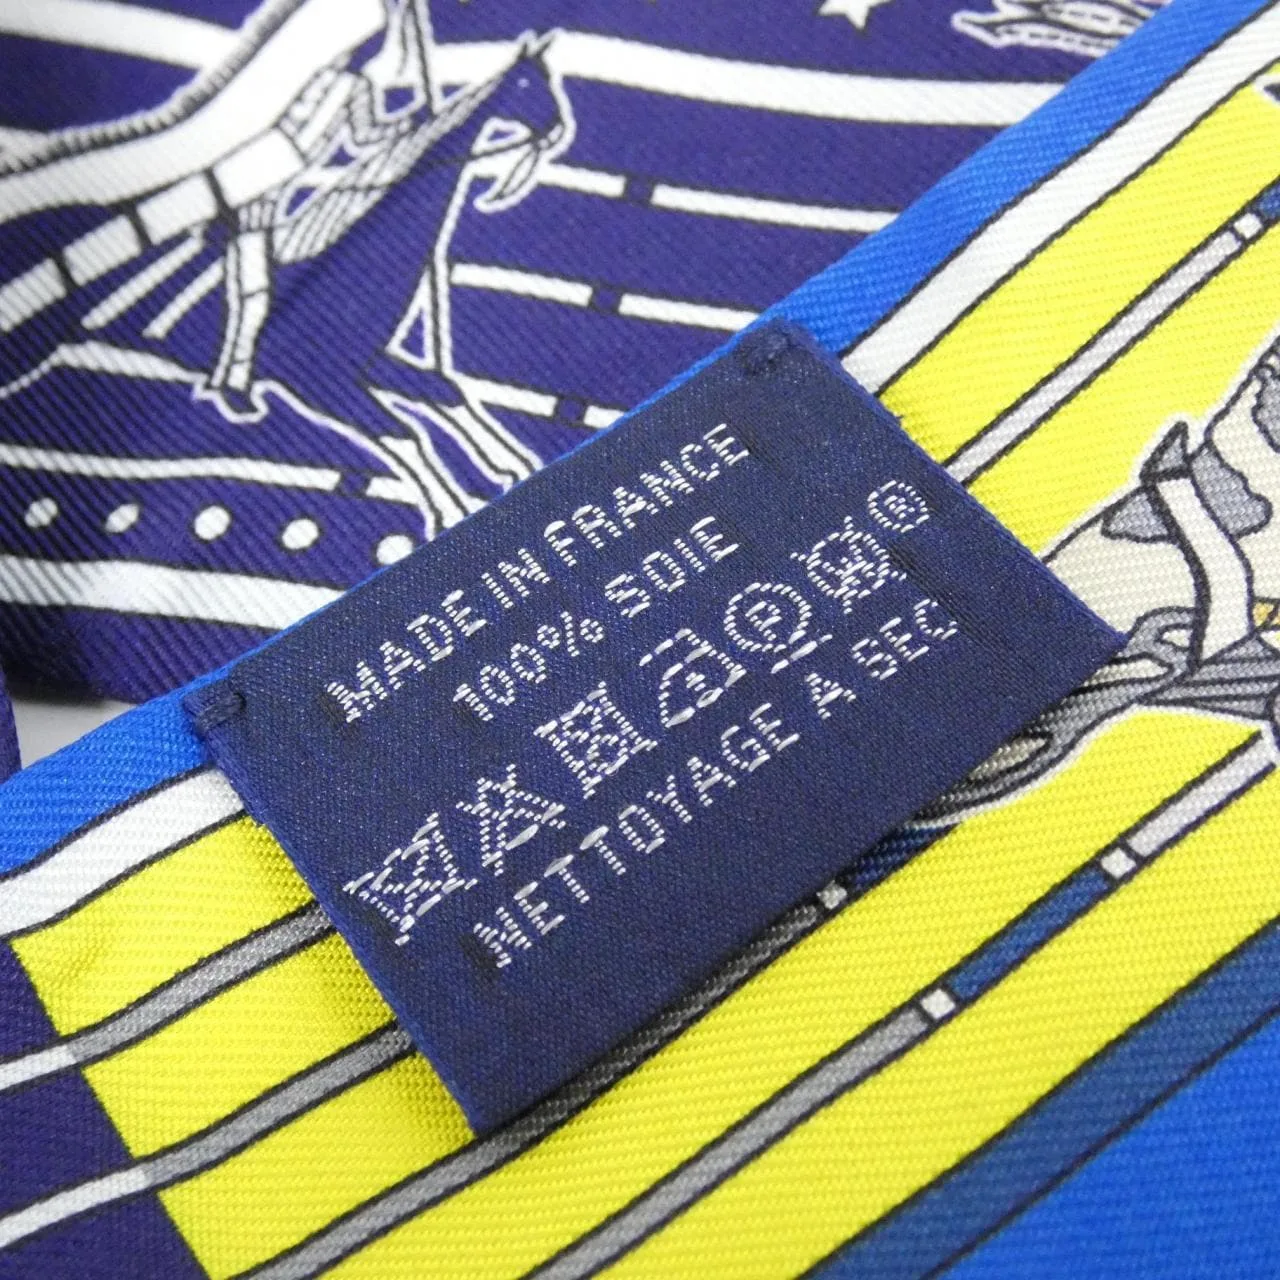 MADE IN FRANCE
100% SOIE
P ®
NETTOYAGE A SEC